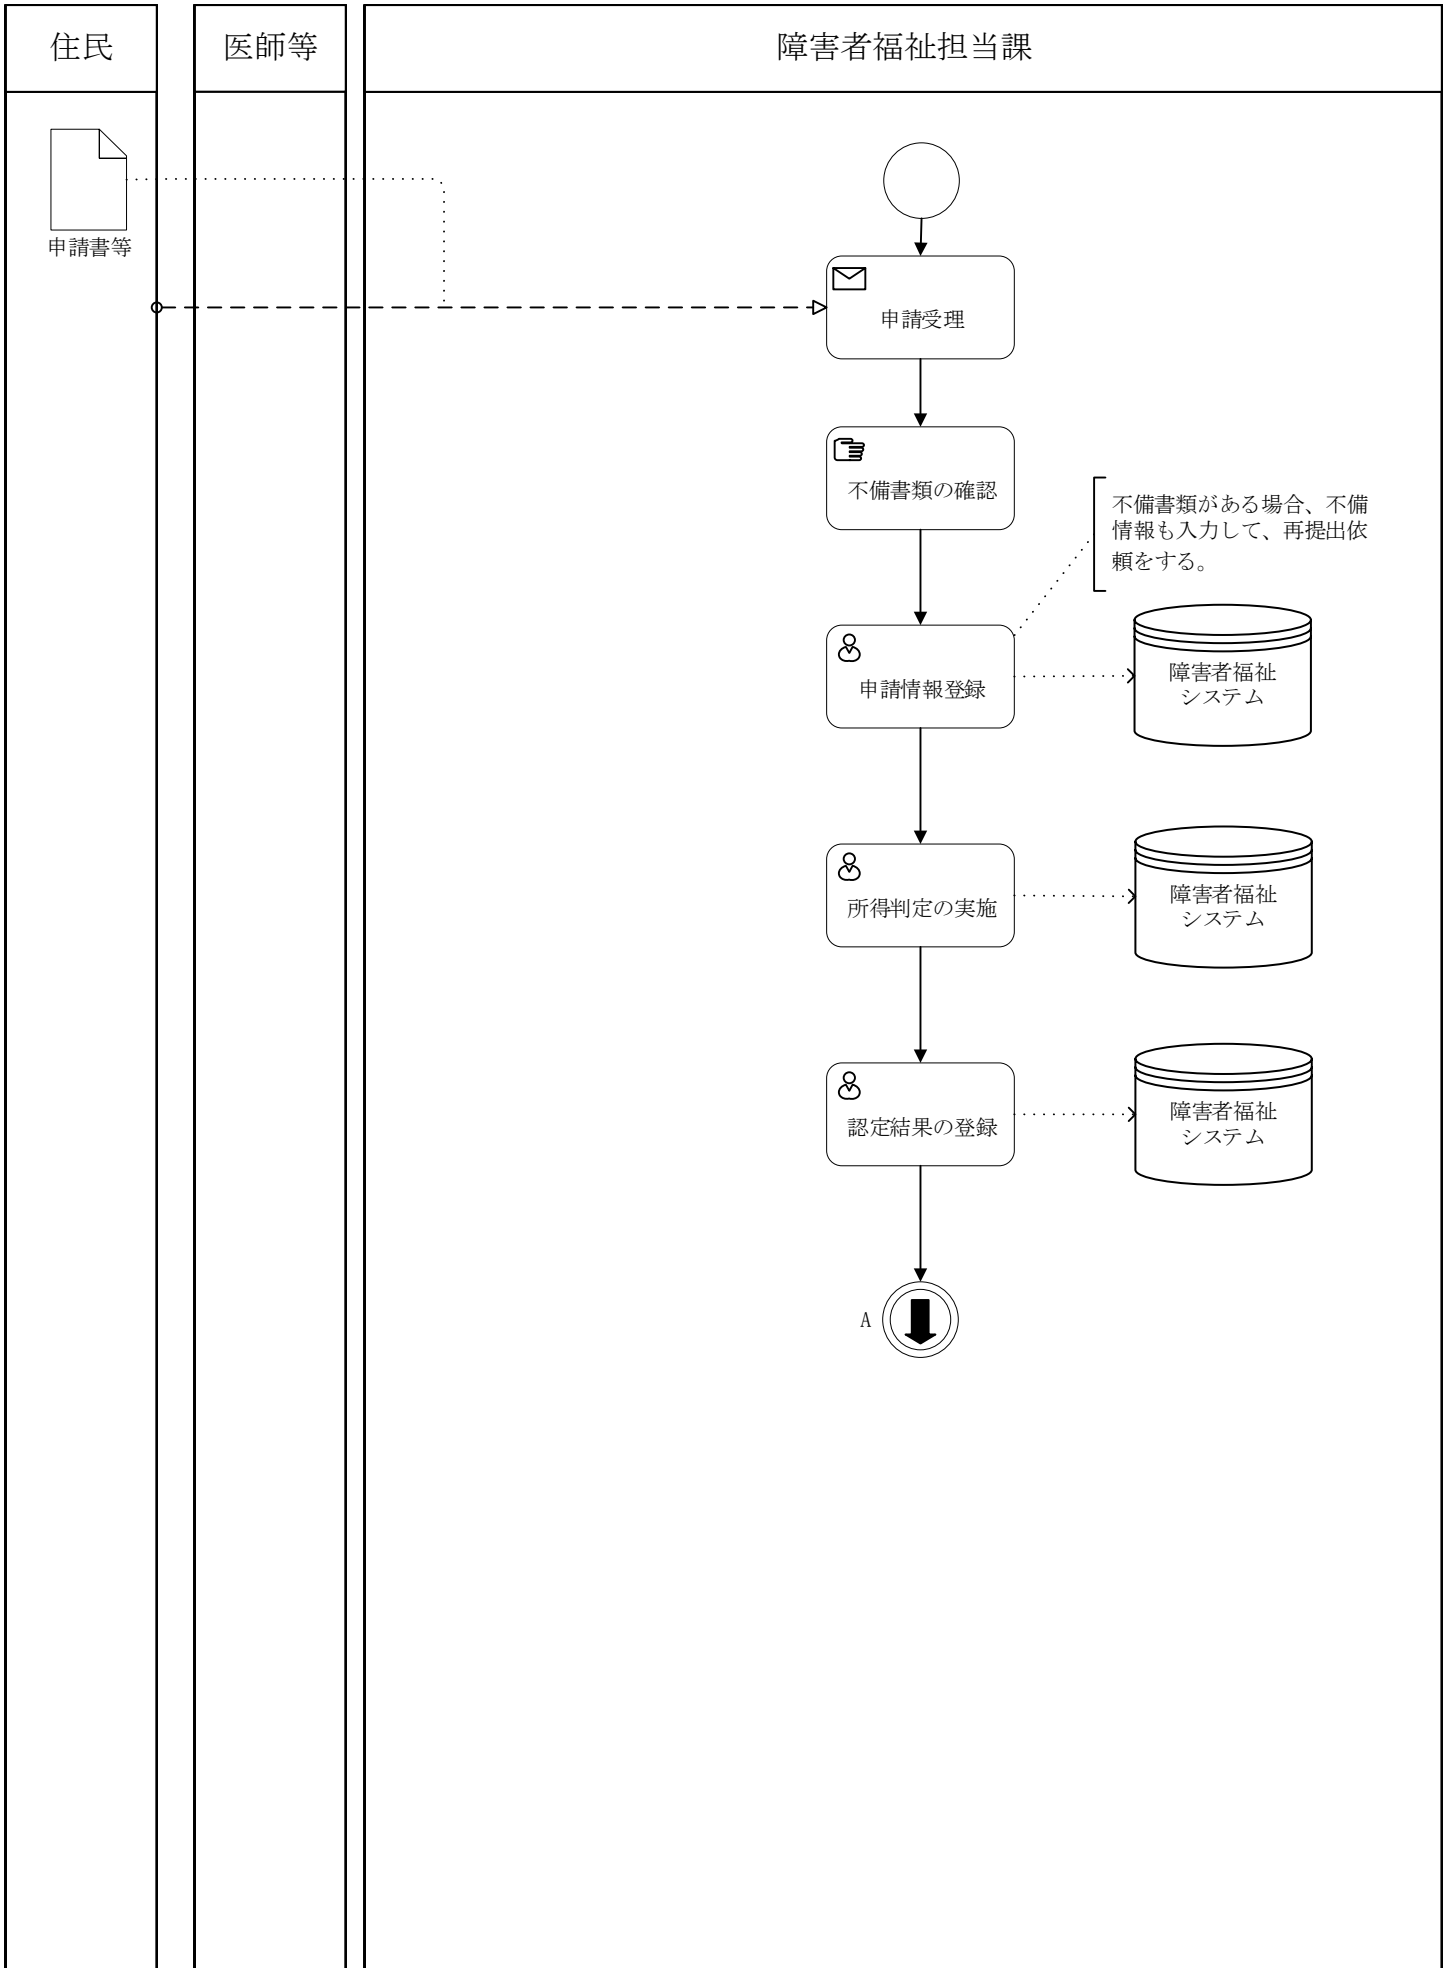 住民
医師等
障害者福祉担当課
申請書等
申請受理
不備書類の確認
不備書類がある場合、不備
情報も入力して、再提出依
頼をする。
申請情報登録
障害者福祉
システム
所得判定の実施
障害者福祉
システム
認定結果の登録
障害者福祉
システム
A